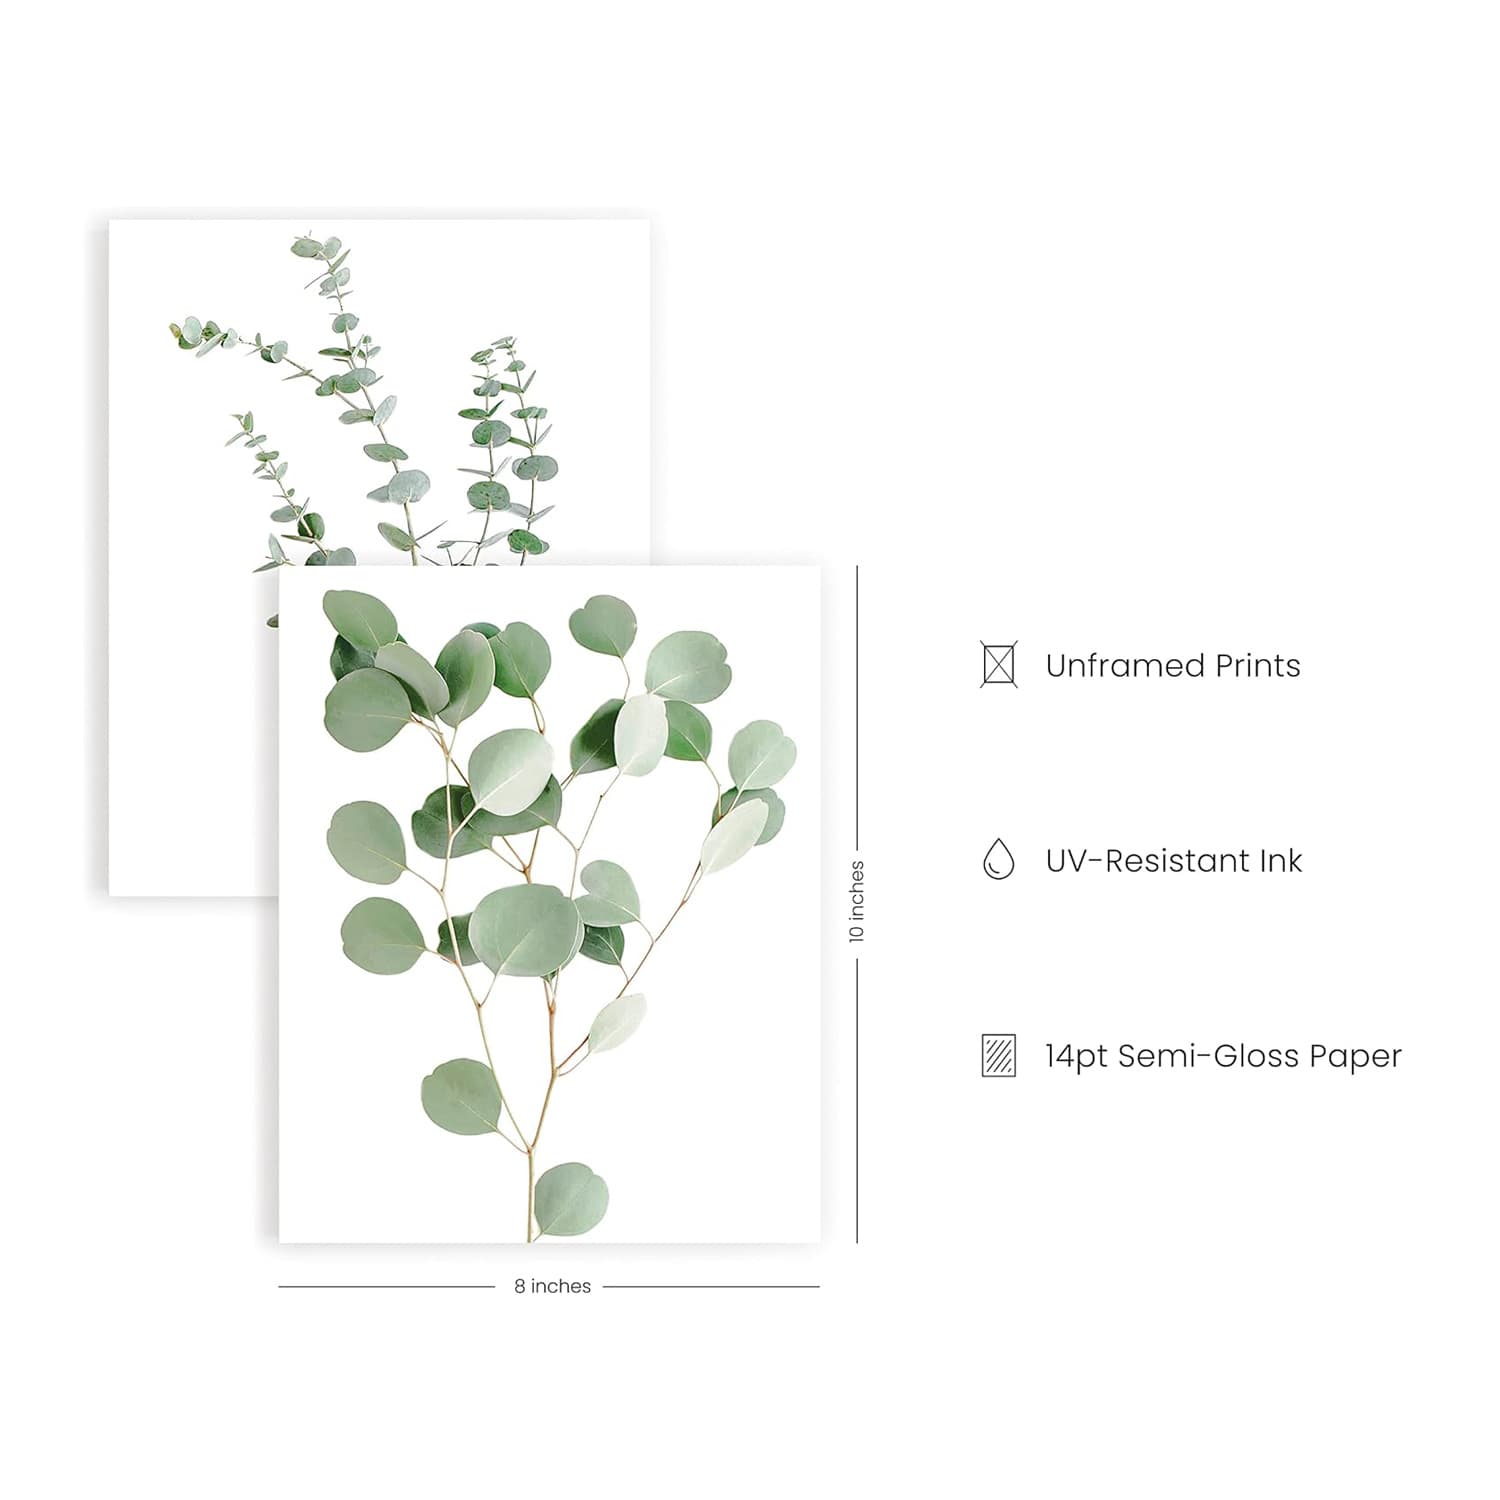 Unframed Prints
UV-Resistant Ink
10 inches
14pt Semi-Gloss Paper
8 inches